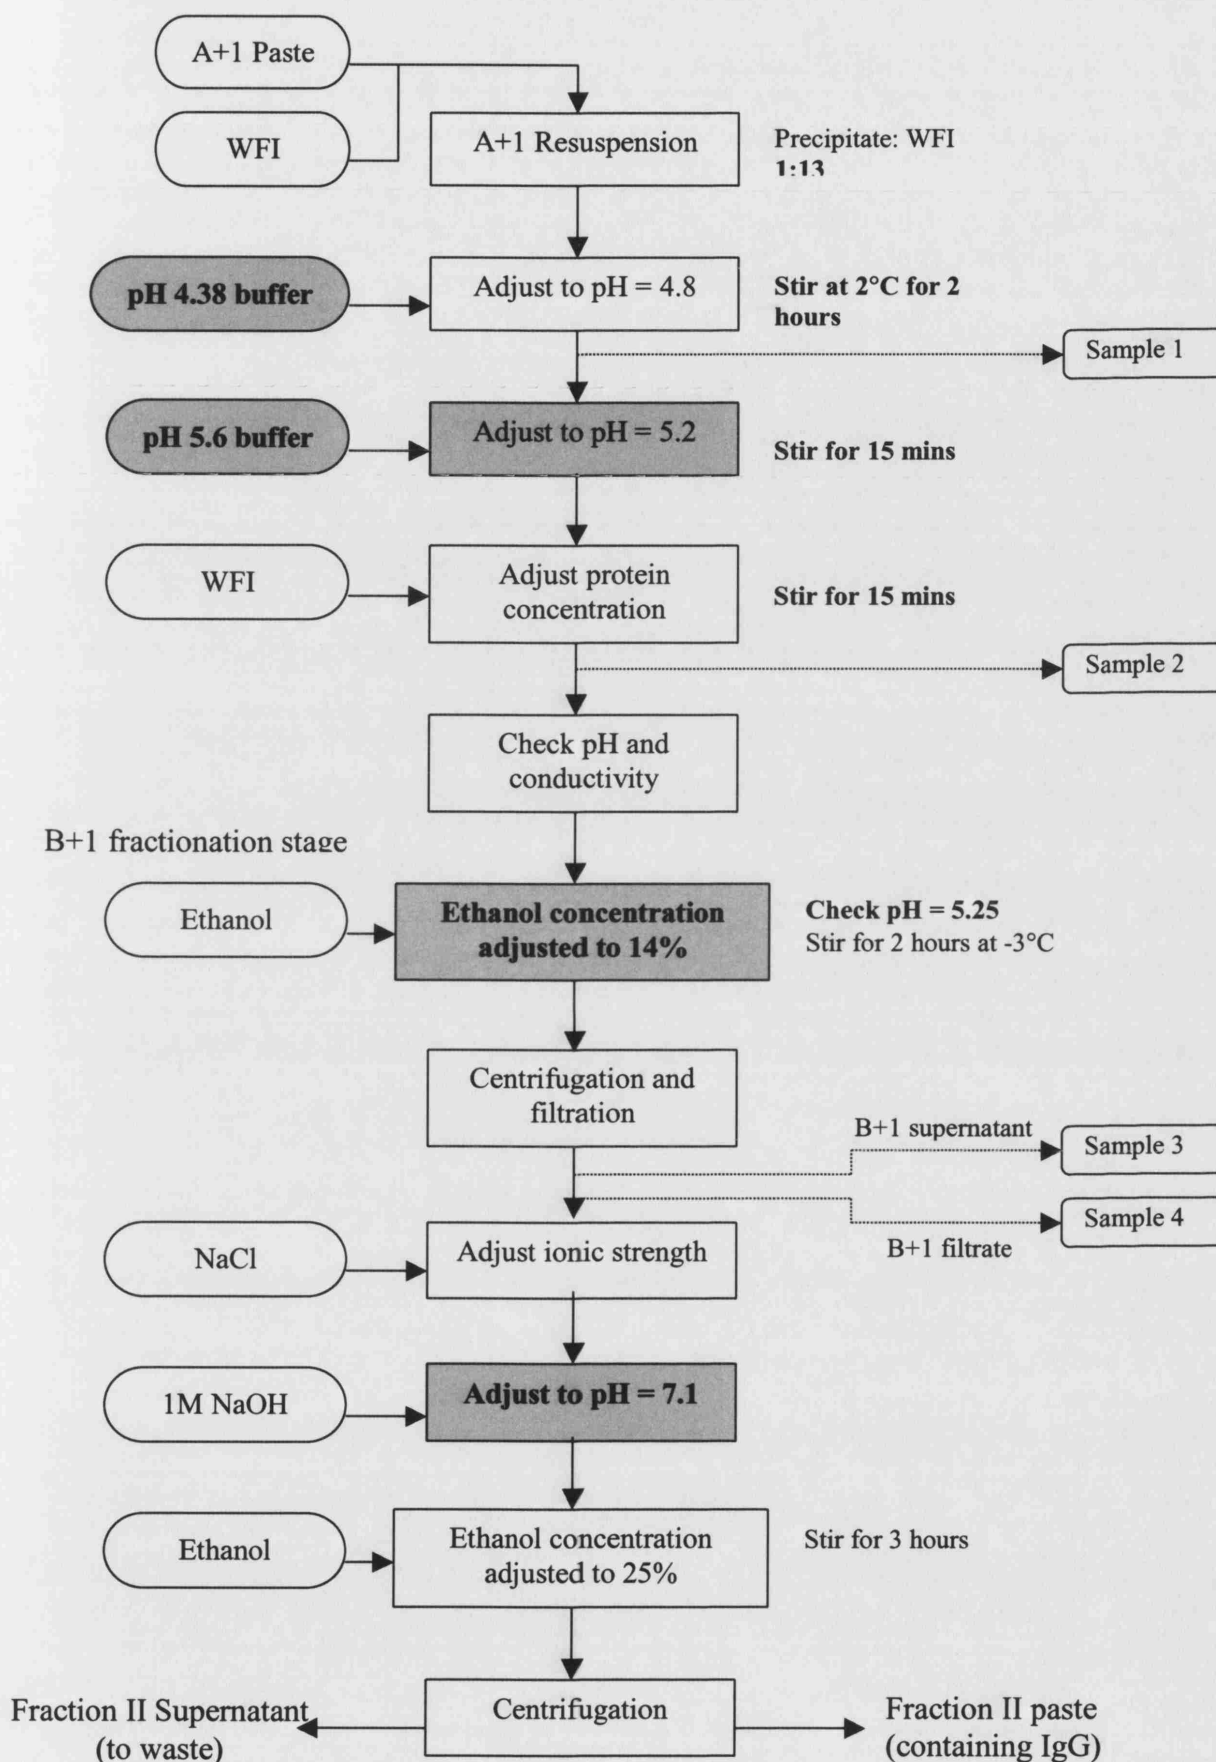 A+1 Paste
WFI
A+1 Resuspension
Precipitate: WFI
1:13
pH 4.38 buffer
Adjust to pH = 4.8
Stir at 2°C for 2
hours
Sample 1
pH 5.6 buffer
Adjust to pH = 5.2
Stir for 15 mins
WFI
Adjust protein
concentration
Stir for 15 mins
Sample 2
Check pH and
conductivity
B+1 fractionation stage
Ethanol
Ethanol concentration
adjusted to 14%
Check pH = 5.25
Stir for 2 hours at -3°C
Centrifugation and
filtration
B+1 supernatant
Sample 3
Sample 4
B+1 filtrate
NaCl
Adjust ionic strength
1M NaOH
Adjust to pH = 7.1
Ethanol
Ethanol concentration
adjusted to 25%
Stir for 3 hours
Centrifugation
Fraction II Supernatant
(to waste)
Fraction II paste
(containing IgG)